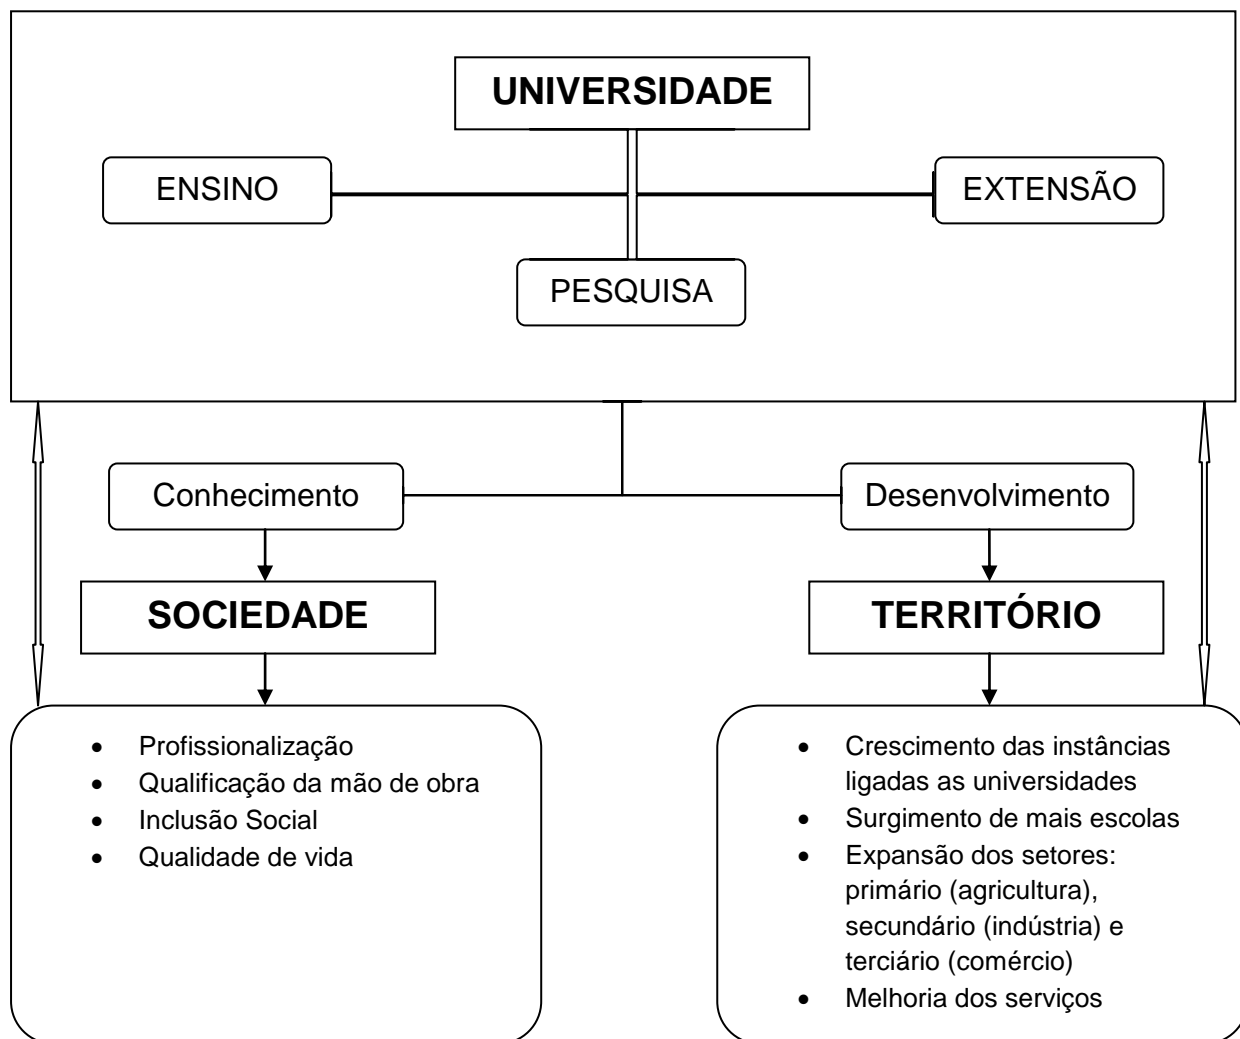 UNIVERSIDADE
ENSINO
EXTENSÃO
PESQUISA
Conhecimento
Desenvolvimento
SOCIEDADE
TERRITÓRIO
• Profissionalização
• Qualificação da mão de obra
• Inclusão Social
• Qualidade de vida
• Crescimento das instâncias
ligadas as universidades
• Surgimento de mais escolas
• Expansão dos setores:
primário (agricultura),
secundário (indústria) e
terciário (comércio)
• Melhoria dos serviços